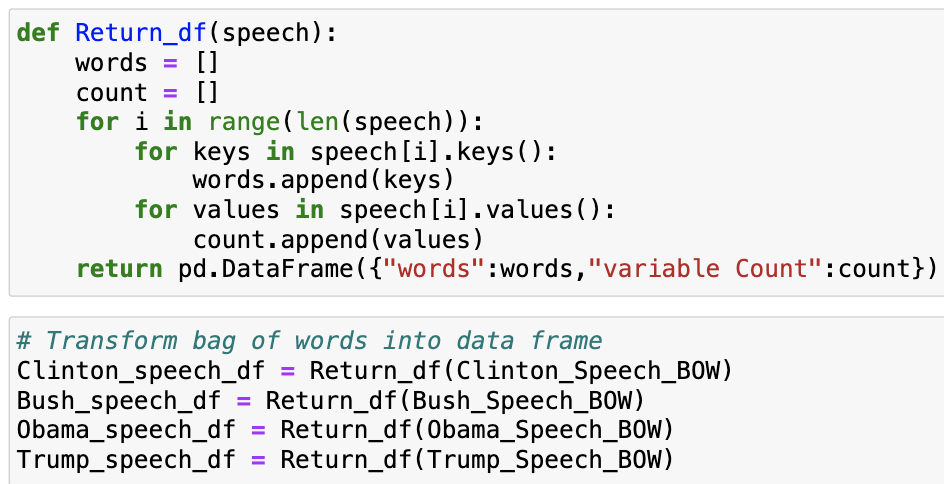 def Return_df(speech):
    words = []
    count = []
    for i in range(len(speech)):
        for keys in speech[i].keys():
            words.append(keys)
        for values in speech[i].values():
            count.append(values)
    return pd.DataFrame({"words":words,"variable Count":count})
# Transform bag of words into data frame
Clinton_speech_df = Return_df(Clinton_Speech_BOW)
Bush_speech_df = Return_df(Bush_Speech_BOW)
Obama_speech_df = Return_df(Obama_Speech_BOW)
Trump_speech_df = Return_df(Trump_Speech_BOW)